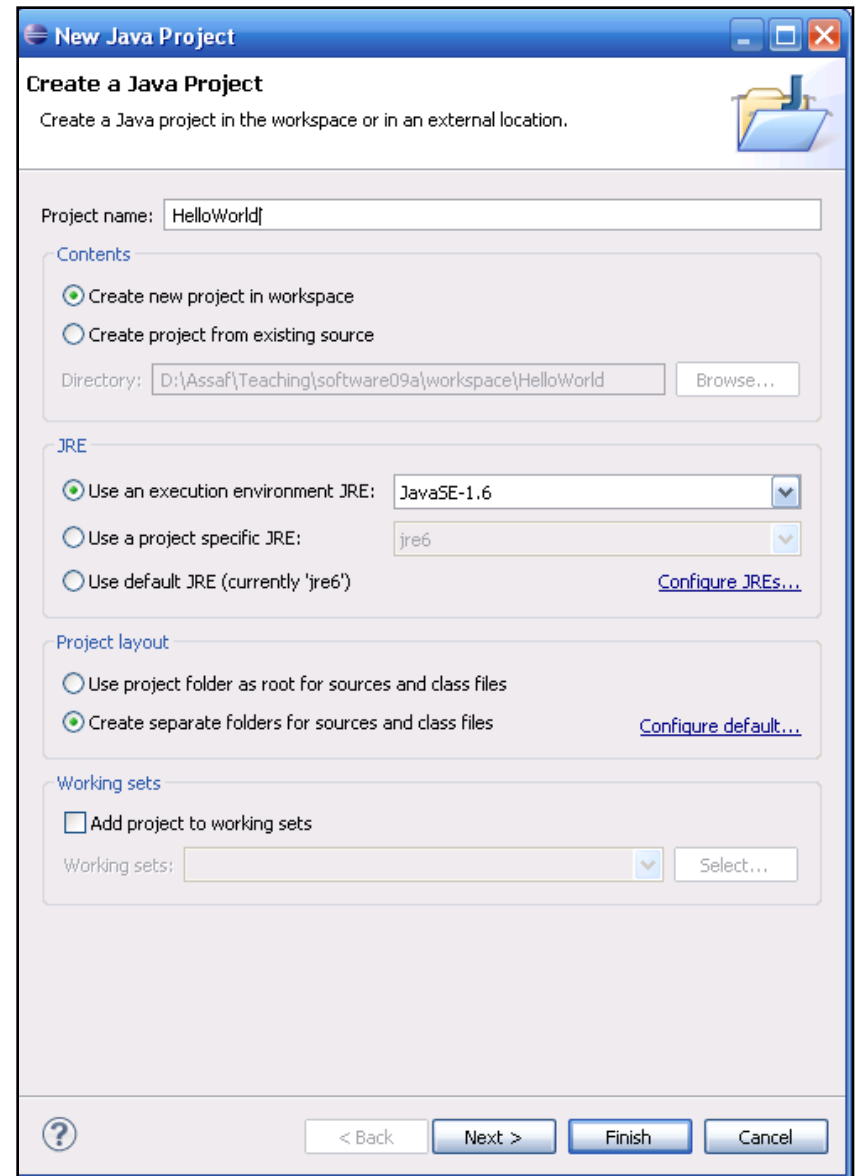 New Java Project
Create a Java Project
Create a Java project in the workspace or in an external location.
Project name: HelloWorld
Contents
Create new project in workspace
Create project from existing source
Directory: D:\Assaf\Teaching\software09a\workspace\HelloWorld Browse...
JRE
Use an execution environment JRE: JavaSE-1.6
Use a project specific JRE: jre6
Use default JRE (currently 'jre6') Configure JREs...
Project layout
Use project folder as root for sources and class files
Create separate folders for sources and class files Configure default...
Working sets
Add project to working sets
Working sets: Select...
? < Back Next > Finish Cancel